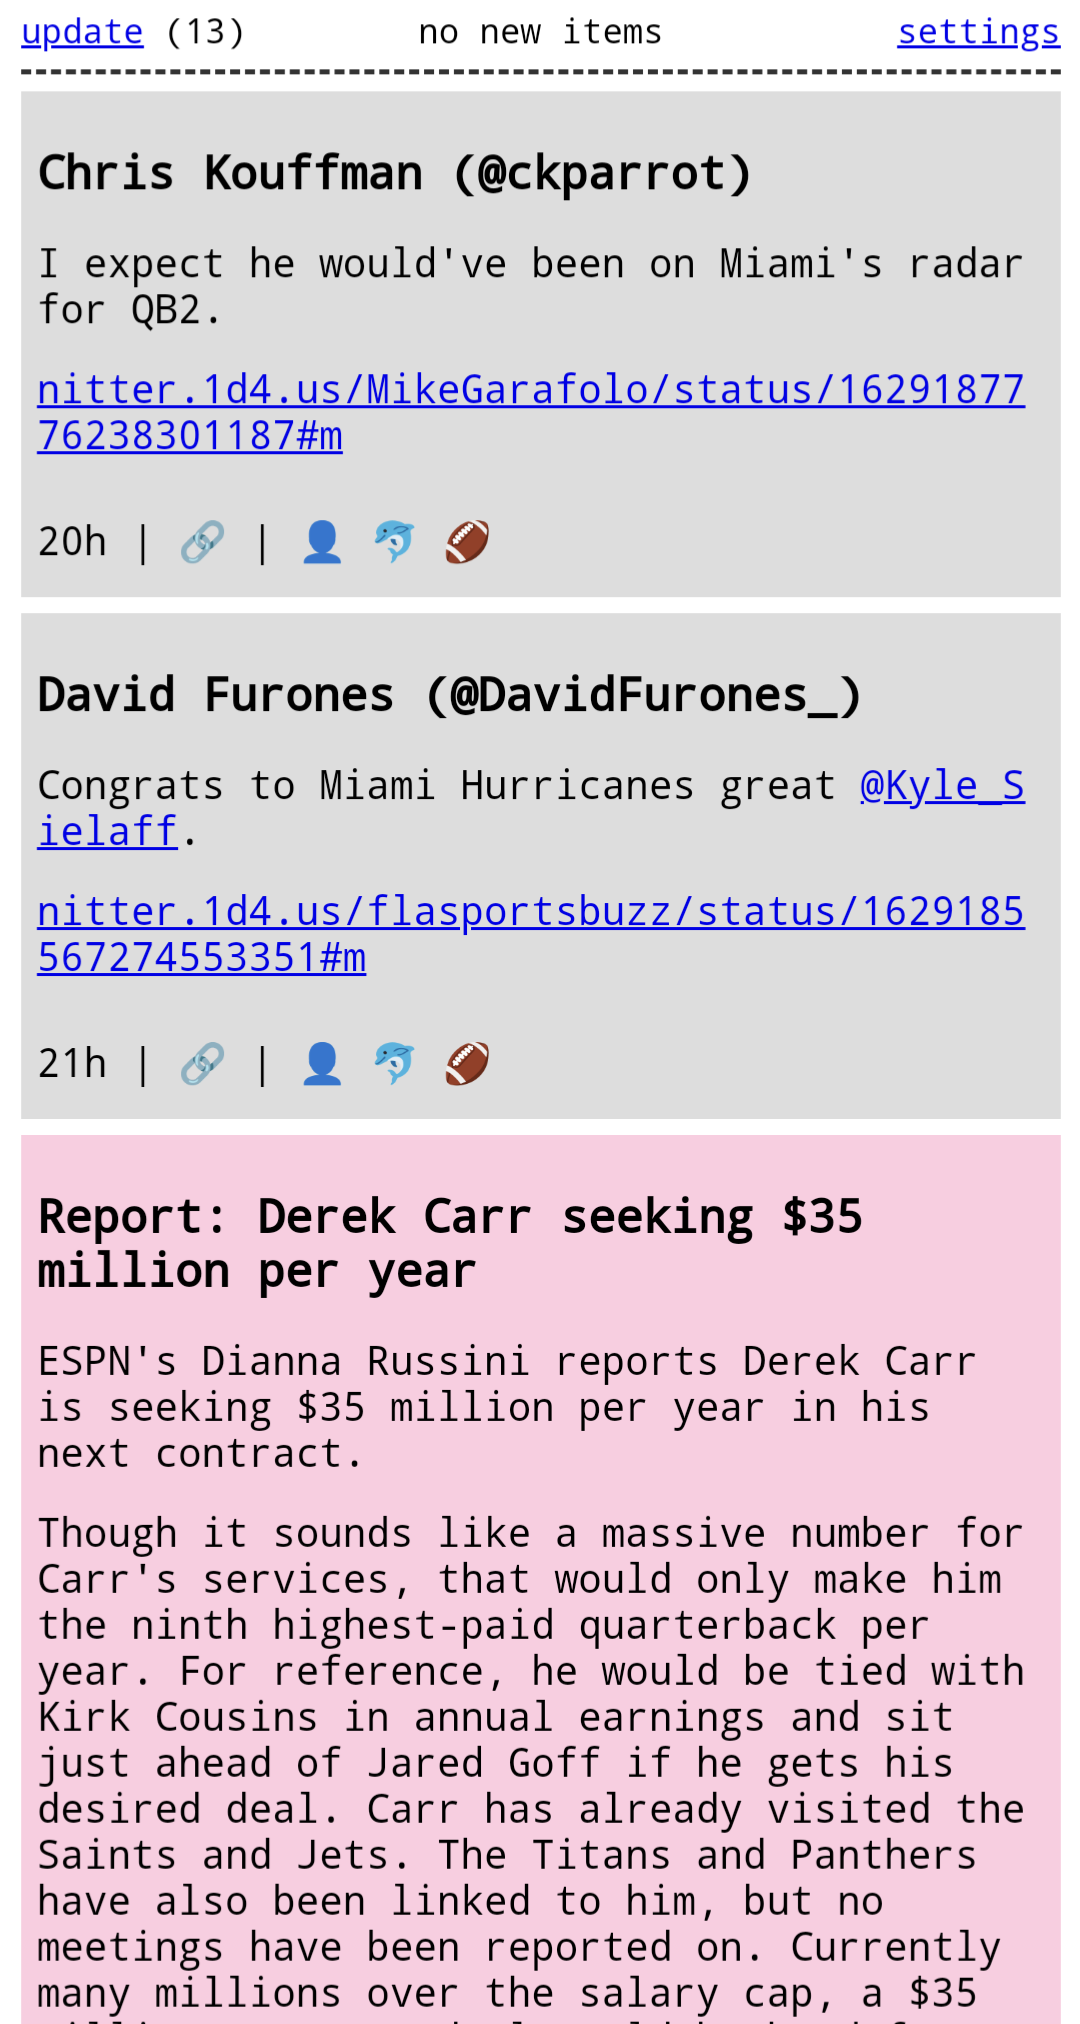 update (13) no new items settings
Chris Kouffman (@ckparrot)
I expect he would've been on Miami's radar
for QB2.
nitter.1d4.us/MikeGarafolo/status/16291877
76238301187#m
20h | 🔗 | 👤 🐬 🏈
David Furones (@DavidFurones_)
Congrats to Miami Hurricanes great @Kyle_S
ielaff.
nitter.1d4.us/flasportsbuzz/status/1629185
567274553351#m
21h | 🔗 | 👤 🐬 🏈
Report: Derek Carr seeking $35
million per year
ESPN's Dianna Russini reports Derek Carr
is seeking $35 million per year in his
next contract.
Though it sounds like a massive number for
Carr's services, that would only make him
the ninth highest-paid quarterback per
year. For reference, he would be tied with
Kirk Cousins in annual earnings and sit
just ahead of Jared Goff if he gets his
desired deal. Carr has already visited the
Saints and Jets. The Titans and Panthers
have also been linked to him, but no
meetings have been reported on. Currently
many millions over the salary cap, a $35